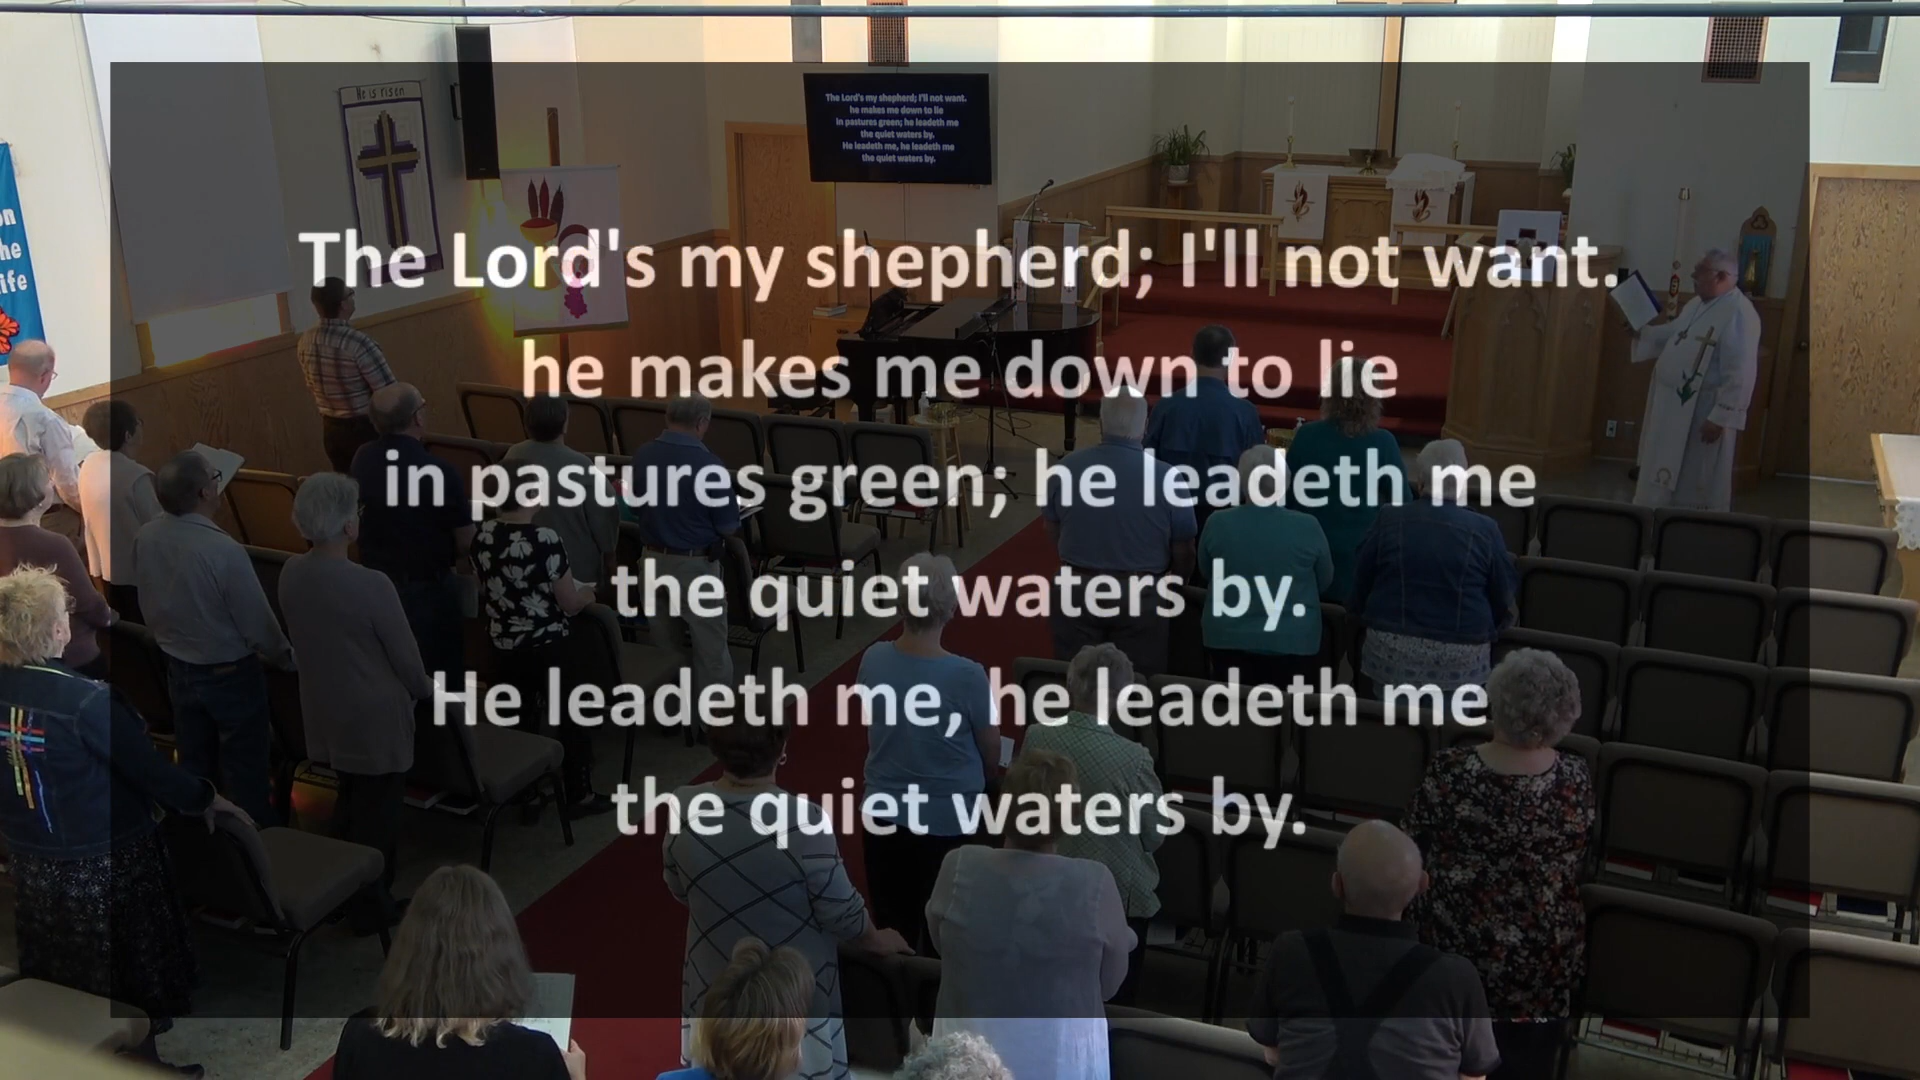 He is risen
The Lord's my shepherd; I'll not want.
he makes me down to lie
in pastures green; he leadeth me
the quiet waters by.
He leadeth me, he leadeth me
the quiet waters by.
on
he
ife
The Lord's my shepherd; I'll not want.
he makes me down to lie
in pastures green; he leadeth me
the quiet waters by.
He leadeth me, he leadeth me
the quiet waters by.